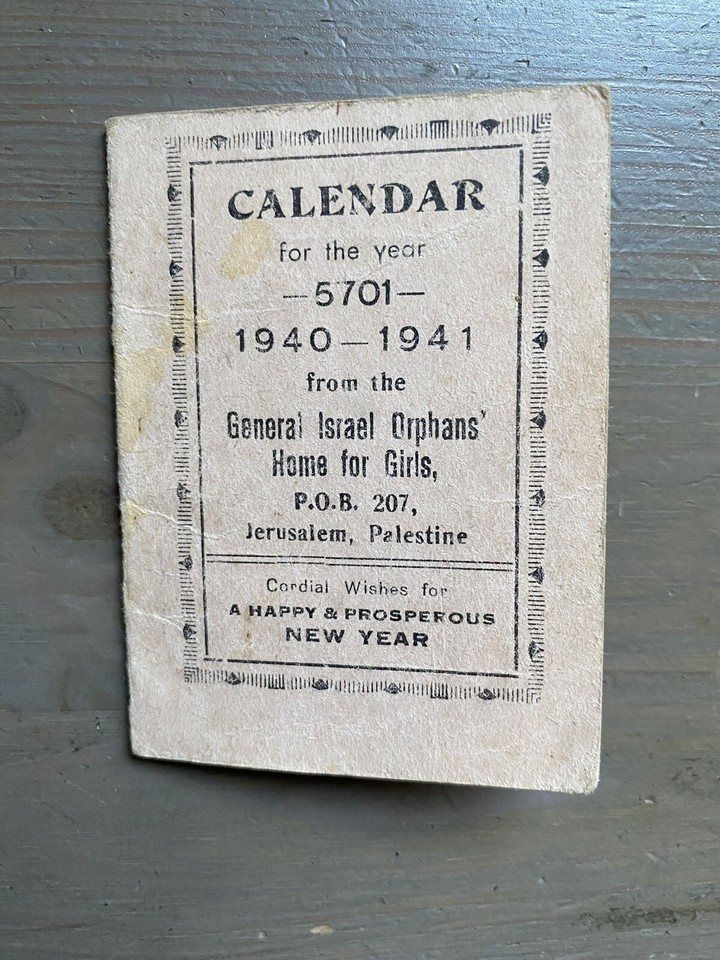 CALENDAR
for the year
—5701—
1940—1941
from the
General Israel Orphans'
Home for Girls,
P.O.B. 207,
Jerusalem, Palestine
Cordial Wishes for
A HAPPY & PROSPEROUS
NEW YEAR